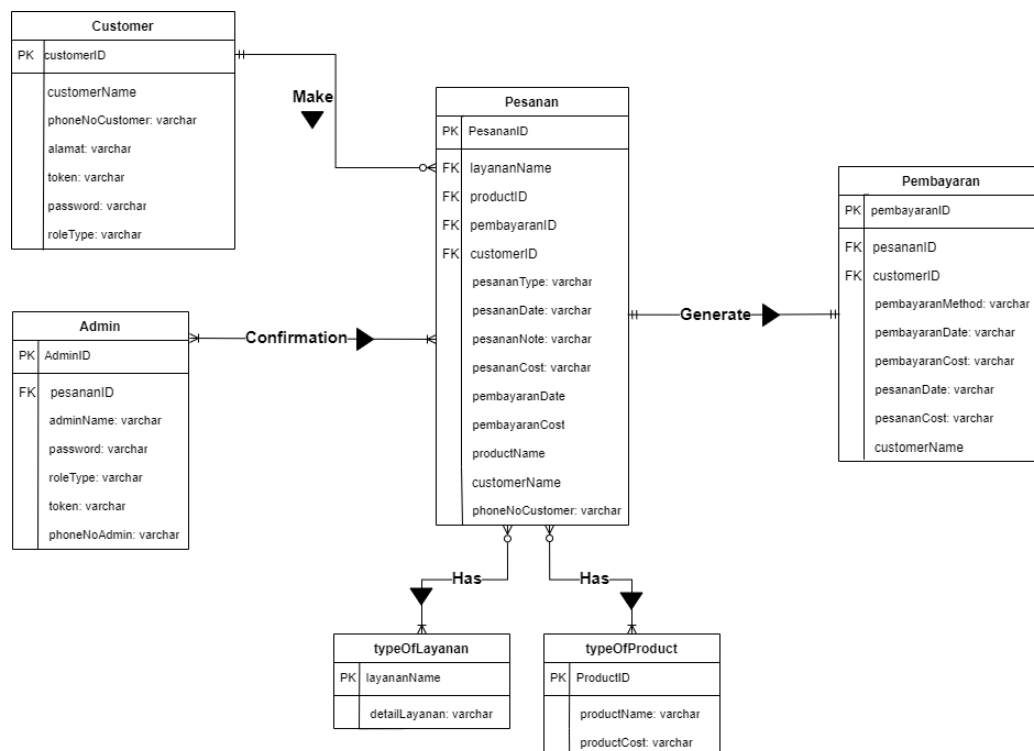 Customer
PK customerID
customerName
phoneNoCustomer: varchar
alamat: varchar
token: varchar
password: varchar
roleType: varchar
Make
Pesanan
PK PesananID
FK layananName
FK productID
FK pembayaranID
FK customerID
pesananType: varchar
pesananDate: varchar
pesananNote: varchar
pesananCost: varchar
pembayaranDate
pembayaranCost
productName
customerName
phoneNoCustomer: varchar
Pembayaran
PK pembayaranID
FK pesananID
FK customerID
pembayaranMethod: varchar
pembayaranDate: varchar
pembayaranCost: varchar
pesananDate: varchar
pesananCost: varchar
customerName
Generate
Admin
PK AdminID
FK pesananID
adminName: varchar
password: varchar
roleType: varchar
token: varchar
phoneNoAdmin: varchar
Confirmation
Has
Has
typeOfLayanan
PK layananName
detailLayanan: varchar
typeOfProduct
PK ProductID
productName: varchar
productCost: varchar